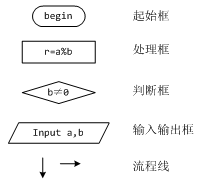 begin 起始框
r=a%b 处理框
b≠0 判断框
Input a,b 输入输出框
流程线